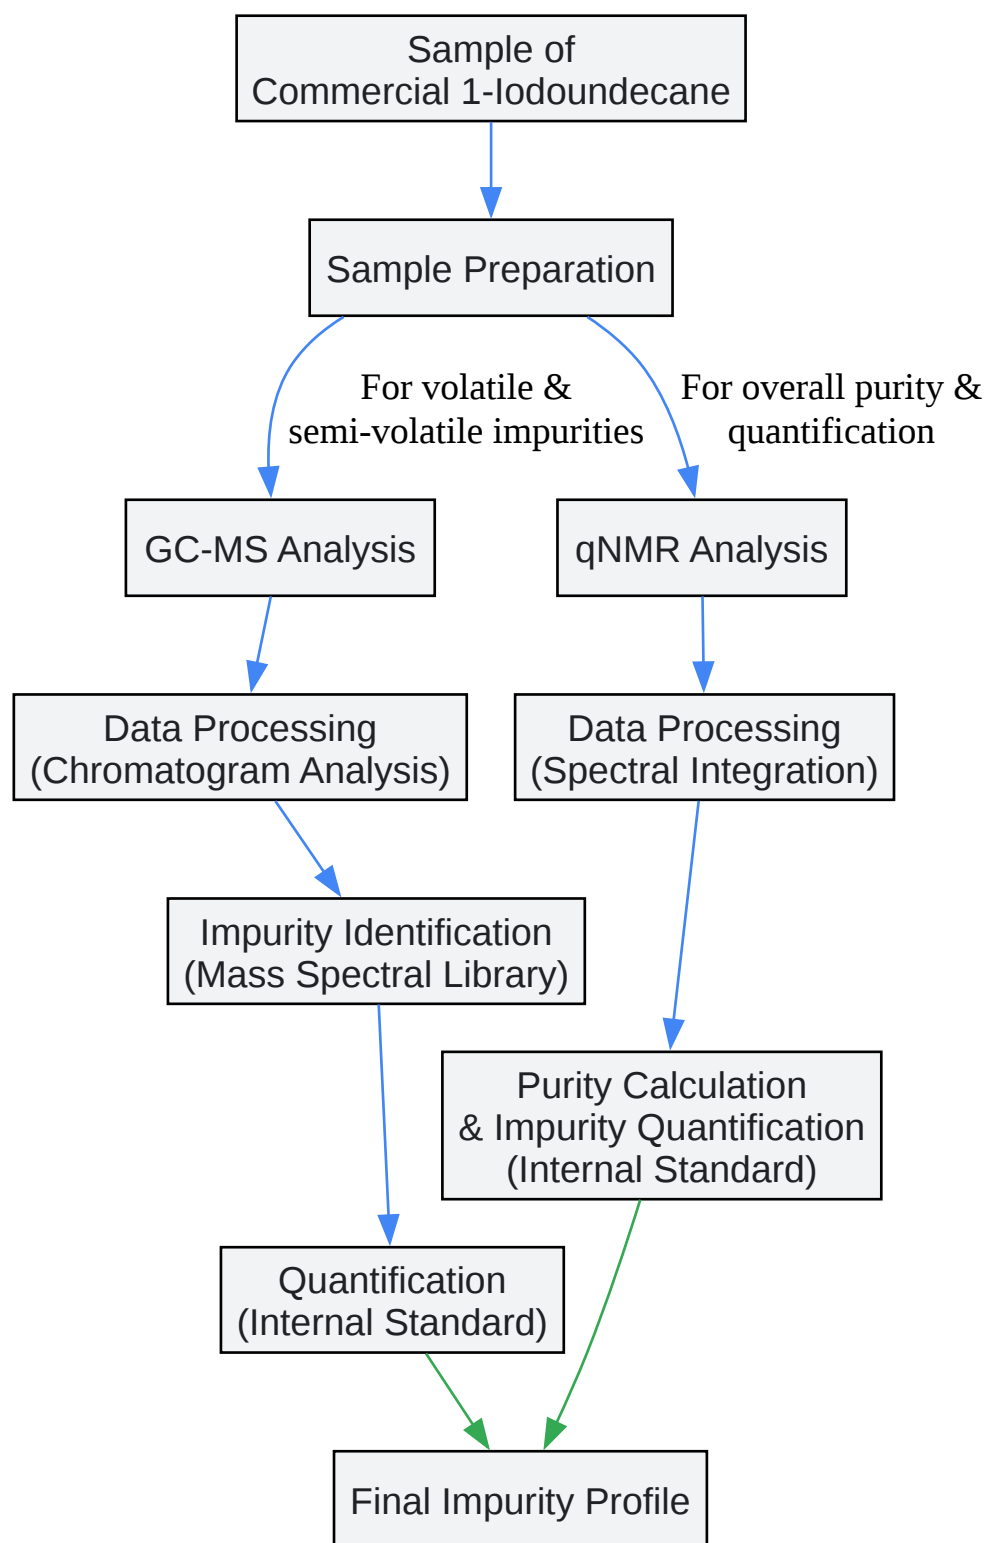 Sample of
Commercial 1-Iodoundecane
Sample Preparation
For volatile &
semi-volatile impurities
For overall purity &
quantification
GC-MS Analysis
qNMR Analysis
Data Processing
(Chromatogram Analysis)
Data Processing
(Spectral Integration)
Impurity Identification
(Mass Spectral Library)
Purity Calculation
& Impurity Quantification
(Internal Standard)
Quantification
(Internal Standard)
Final Impurity Profile